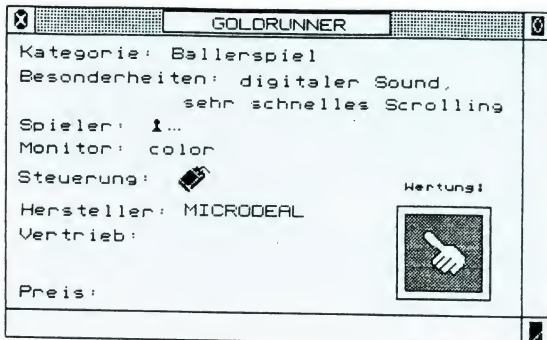 GOLDRUNNER
Kategorie: Ballerspiel
Besonderheiten: digitaler Sound,
sehr schnelles Scrolling
Spieler: 1...
Monitor: color
Steuerung:
Wertung:
Hersteller: MICRODEAL
Vertrieb:
Preis: